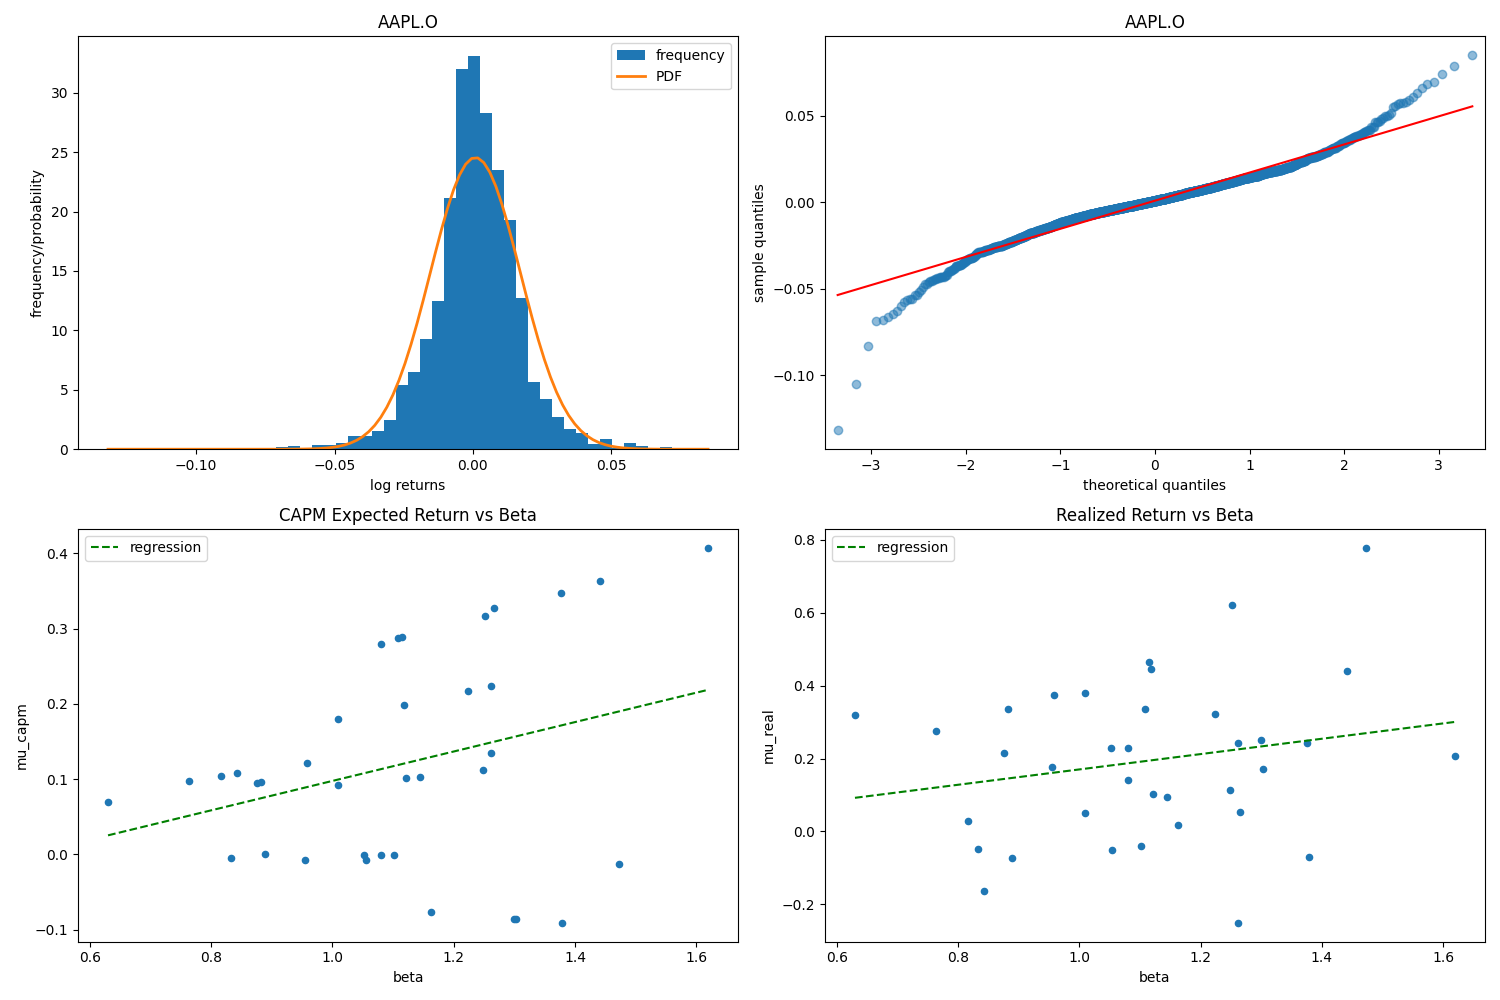 AAPL.O
frequency
PDF
frequency/probability
30
25
20
15
10
5
0
−0.10
−0.05
0.00
0.05
log returns
AAPL.O
sample quantiles
0.05
0.00
−0.05
−0.10
−3
−2
−1
0
1
2
3
theoretical quantiles
CAPM Expected Return vs Beta
regression
mu_capm
0.4
0.3
0.2
0.1
0.0
−0.1
0.6
0.8
1.0
1.2
1.4
1.6
beta
Realized Return vs Beta
regression
mu_real
0.8
0.6
0.4
0.2
0.0
−0.2
0.6
0.8
1.0
1.2
1.4
1.6
beta